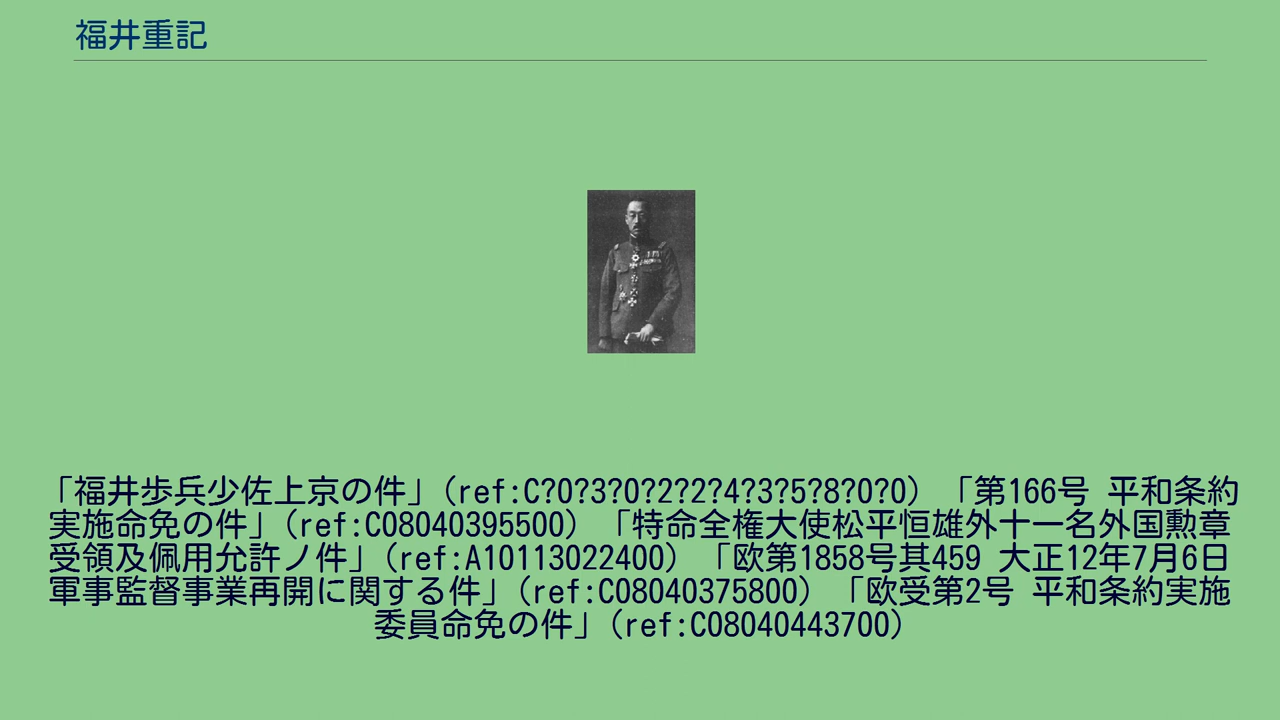 福井重記
「福井歩兵少佐上京の件」(ref:C?0?3?0?2?2?4?3?5?8?0?0) 「第166号 平和条約
実施命免の件」(ref:C08040395500) 「特命全権大使松平恒雄外十一名外国勲章
受領及佩用允許ノ件」(ref:A10113022400) 「欧第1858号其459 大正12年7月6日
軍事監督事業再開に関する件」(ref:C08040375800) 「欧受第2号 平和条約実施
委員命免の件」(ref:C08040443700)